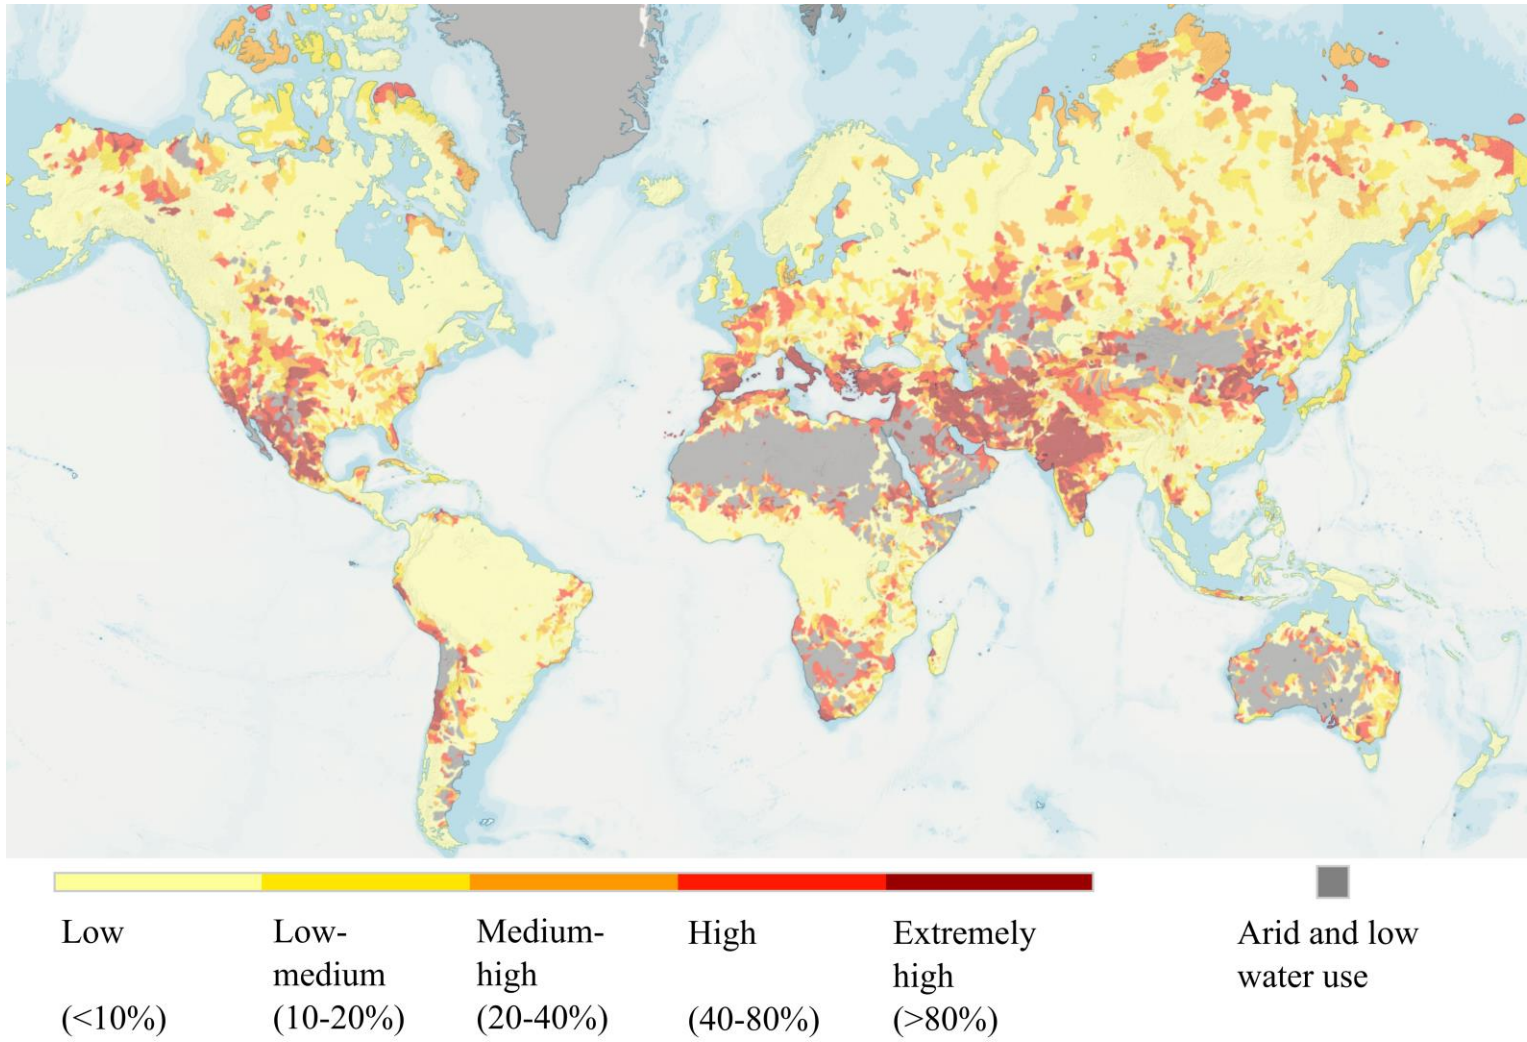 Low
Low-
medium
Medium-
high
High
Extremely
high
Arid and low
water use
(<10%)
(10-20%)
(20-40%)
(40-80%)
(>80%)